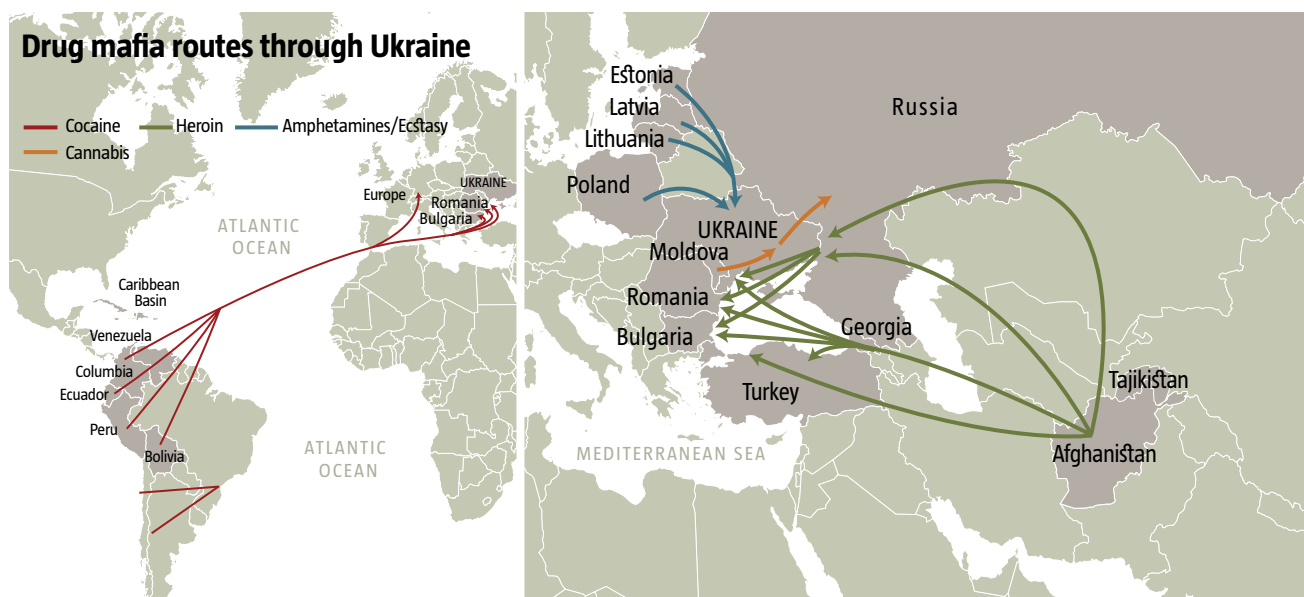 Drug mafia routes through Ukraine
Cocaine
Heroin
Amphetamines/Ecstasy
Cannabis
Europe
UKRAINE
Romania
Bulgaria
ATLANTIC
OCEAN
Caribbean
Basin
Venezuela
Columbia
Ecuador
Peru
Bolivia
ATLANTIC
OCEAN
Estonia
Latvia
Lithuania
Poland
Russia
UKRAINE
Moldova
Romania
Bulgaria
Georgia
Turkey
Tajikistan
Afghanistan
MEDITERRANEAN SEA